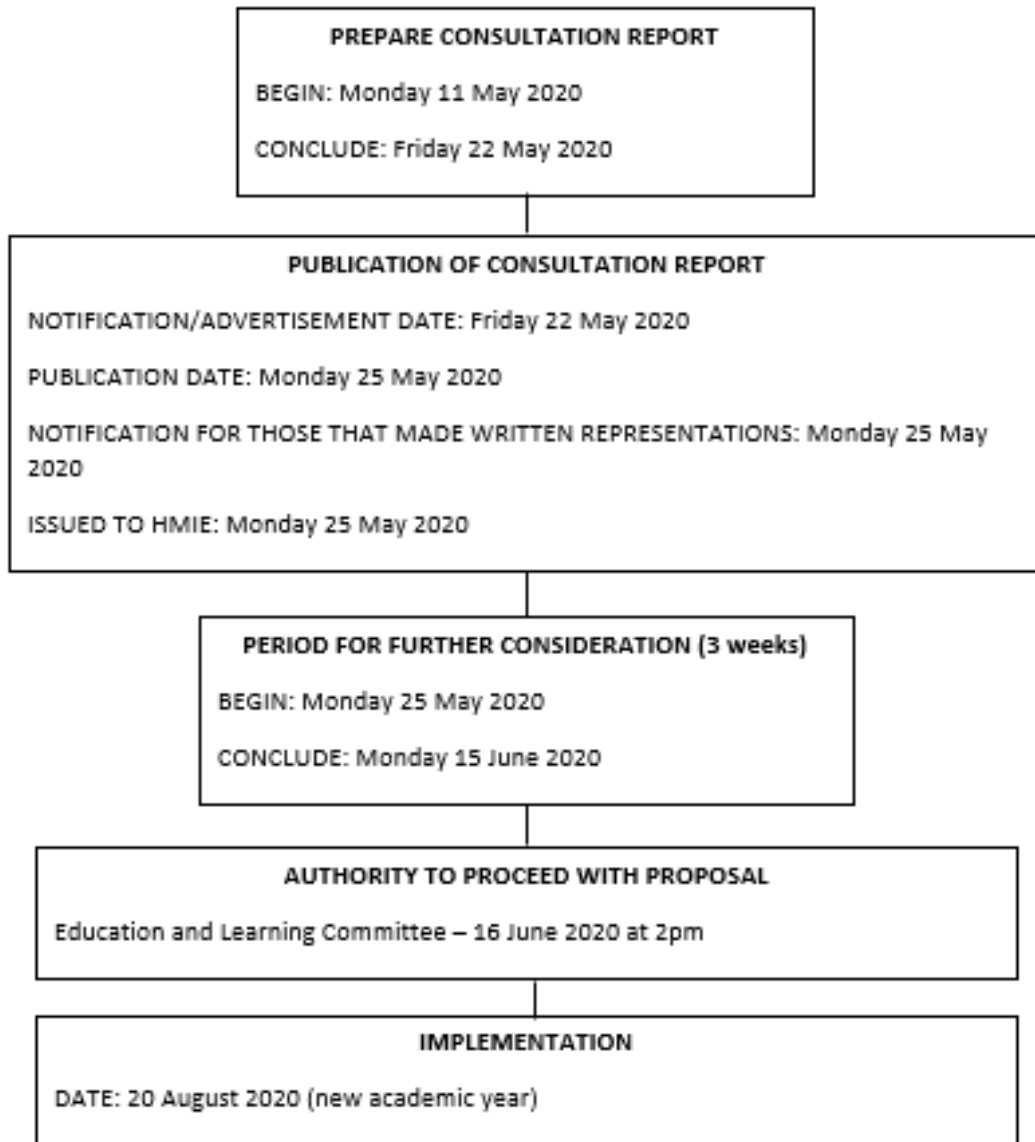 PREPARE CONSULTATION REPORT
BEGIN: Monday 11 May 2020
CONCLUDE: Friday 22 May 2020
PUBLICATION OF CONSULTATION REPORT
NOTIFICATION/ADVERTISEMENT DATE: Friday 22 May 2020
PUBLICATION DATE: Monday 25 May 2020
NOTIFICATION FOR THOSE THAT MADE WRITTEN REPRESENTATIONS: Monday 25 May
2020
ISSUED TO HMIE: Monday 25 May 2020
PERIOD FOR FURTHER CONSIDERATION (3 weeks)
BEGIN: Monday 25 May 2020
CONCLUDE: Monday 15 June 2020
AUTHORITY TO PROCEED WITH PROPOSAL
Education and Learning Committee – 16 June 2020 at 2pm
IMPLEMENTATION
DATE: 20 August 2020 (new academic year)